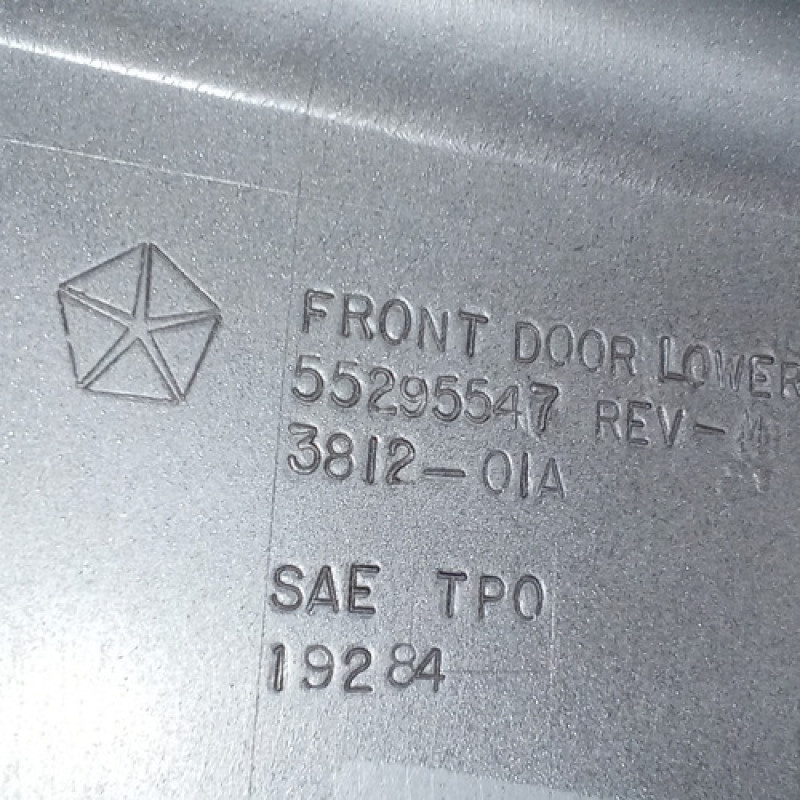 FRONT DOOR LOWER
55295547 REV-
3812-01A
SAE TPO
19284